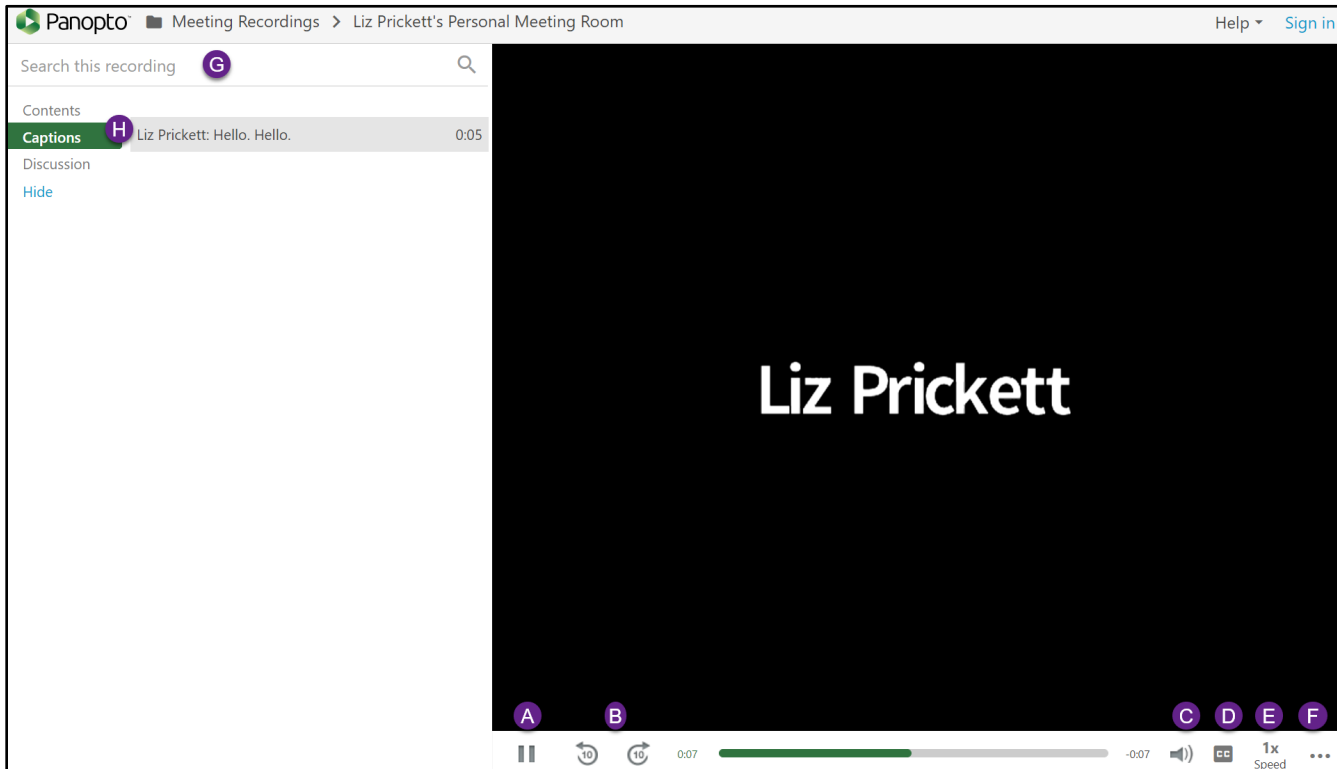 Panopto Meeting Recordings > Liz Prickett's Personal Meeting Room Help Sign in
Search this recording G
Contents
Captions H Liz Prickett: Hello. Hello. 0:05
Discussion
Hide
Liz Prickett
A B C D E F
10 10 0:07 -0:07 CC 1x
Speed